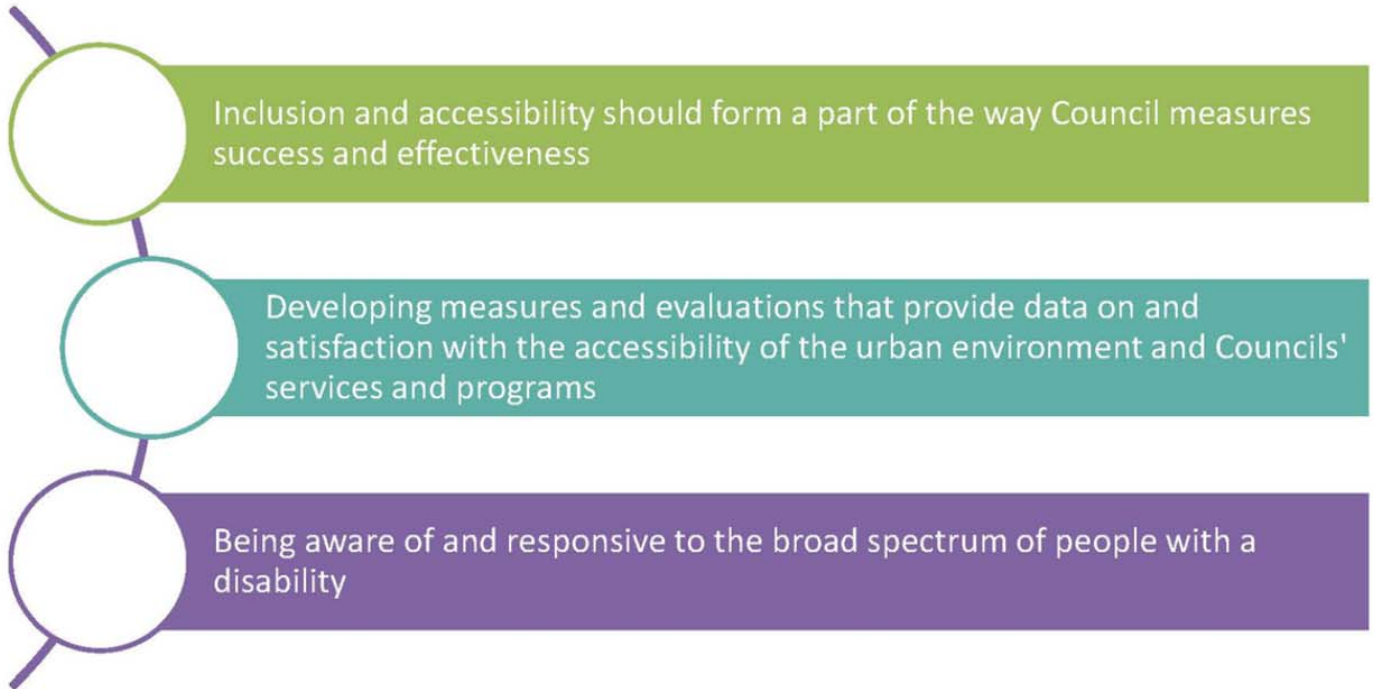 Inclusion and accessibility should form a part of the way Council measures
success and effectiveness
Developing measures and evaluations that provide data on and
satisfaction with the accessibility of the urban environment and Councils'
services and programs
Being aware of and responsive to the broad spectrum of people with a
disability